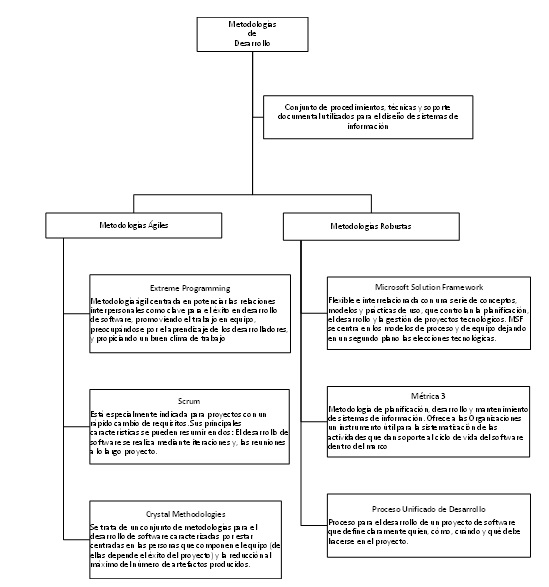 Metodologías
de
Desarrollo
Conjunto de procedimientos, técnicas y soporte
documental utilizados para el diseño de sistemas de
información
Metodologías Ágiles
Metodologías Robustas
Extreme Programming
Metodología ágil centrada en potenciar las relaciones
interpersonales como clave para el éxito en desarrollo
de software, promoviendo el trabajo en equipo,
preocupándose por el aprendizaje de los desarrolladores,
y propiciando un buen clima de trabajo
Scrum
Está especialmente indicada para proyectos con un
rápido cambio de requisitos. Sus principales
características se pueden resumir en dos: El desarrollo de
software se realiza mediante iteraciones y, las reuniones
a lo largo proyecto.
Crystal Methodologies
Se trata de un conjunto de metodologías para el
desarrollo de software caracterizadas por estar
centradas en las personas que componen el equipo (de
ellas depende el éxito del proyecto) y la reducción al
máximo del número de artefactos producidos.
Microsoft Solution Framework
Flexible e interrelacionada con una serie de conceptos,
modelos y prácticas de uso, que controlan la planificación,
el desarrollo y la gestión de proyectos tecnológicos. MSF
se centra en los modelos de proceso y de equipo dejando
en un segundo plano las elecciones tecnológicas.
Métrica 3
Metodología de planificación, desarrollo y mantenimiento
de sistemas de información. Ofrece a las Organizaciones
un instrumento útil para la sistematización de las
actividades que dan soporte al ciclo de vida del software
dentro del marco
Proceso Unificado de Desarrollo
Proceso para el desarrollo de un proyecto de software
que define claramente quien, cómo, cuándo y qué debe
hacerse en el proyecto.